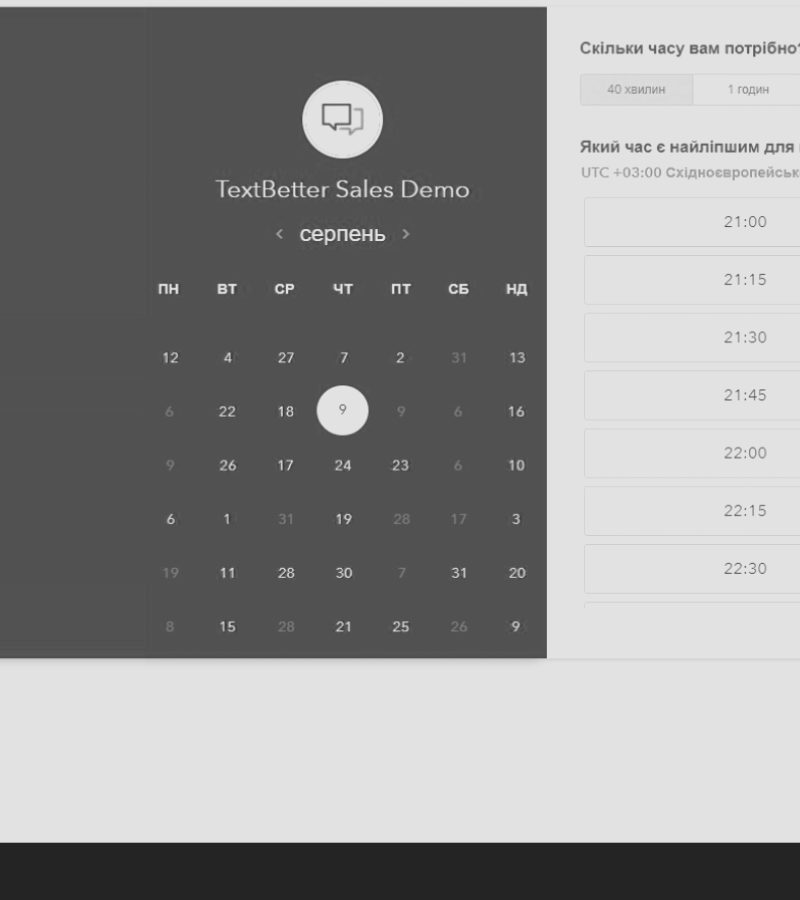 TextBetter Sales Demo
‹ серпень ›
ПН ВТ СР ЧТ ПТ СБ НД
12 4 27 7 2 31 13
6 22 18 9 9 6 16
9 26 17 24 23 6 10
6 1 31 19 28 17 3
19 11 28 30 7 31 20
8 15 28 21 25 26 9
Скільки часу вам потрібно?
40 хвилин 1 годин
Який час є найліпшим для
UTC +03:00
21:00
21:15
21:30
21:45
22:00
22:15
22:30